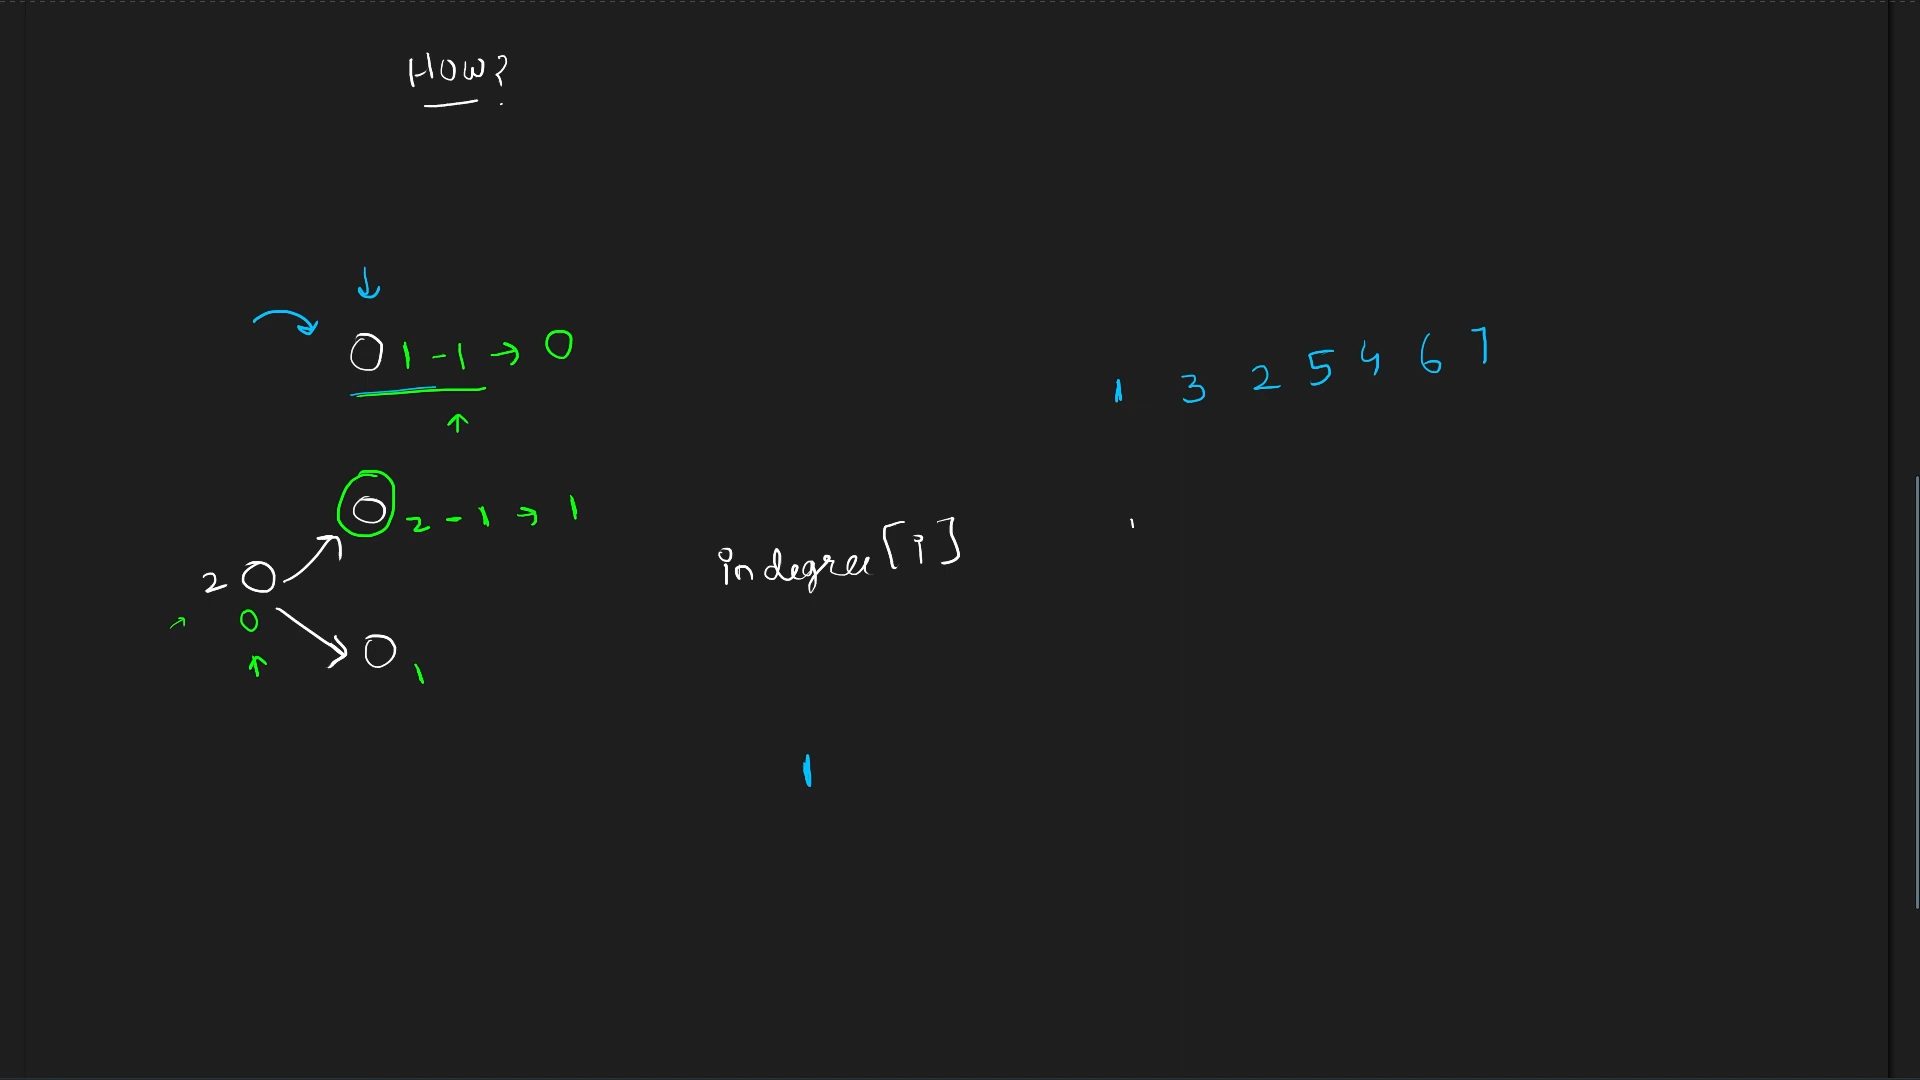 How?
1 - 1 → 0
1 3 2 5 4 6 7
2 - 1 → 1
indegree[i]
2
0
1
1